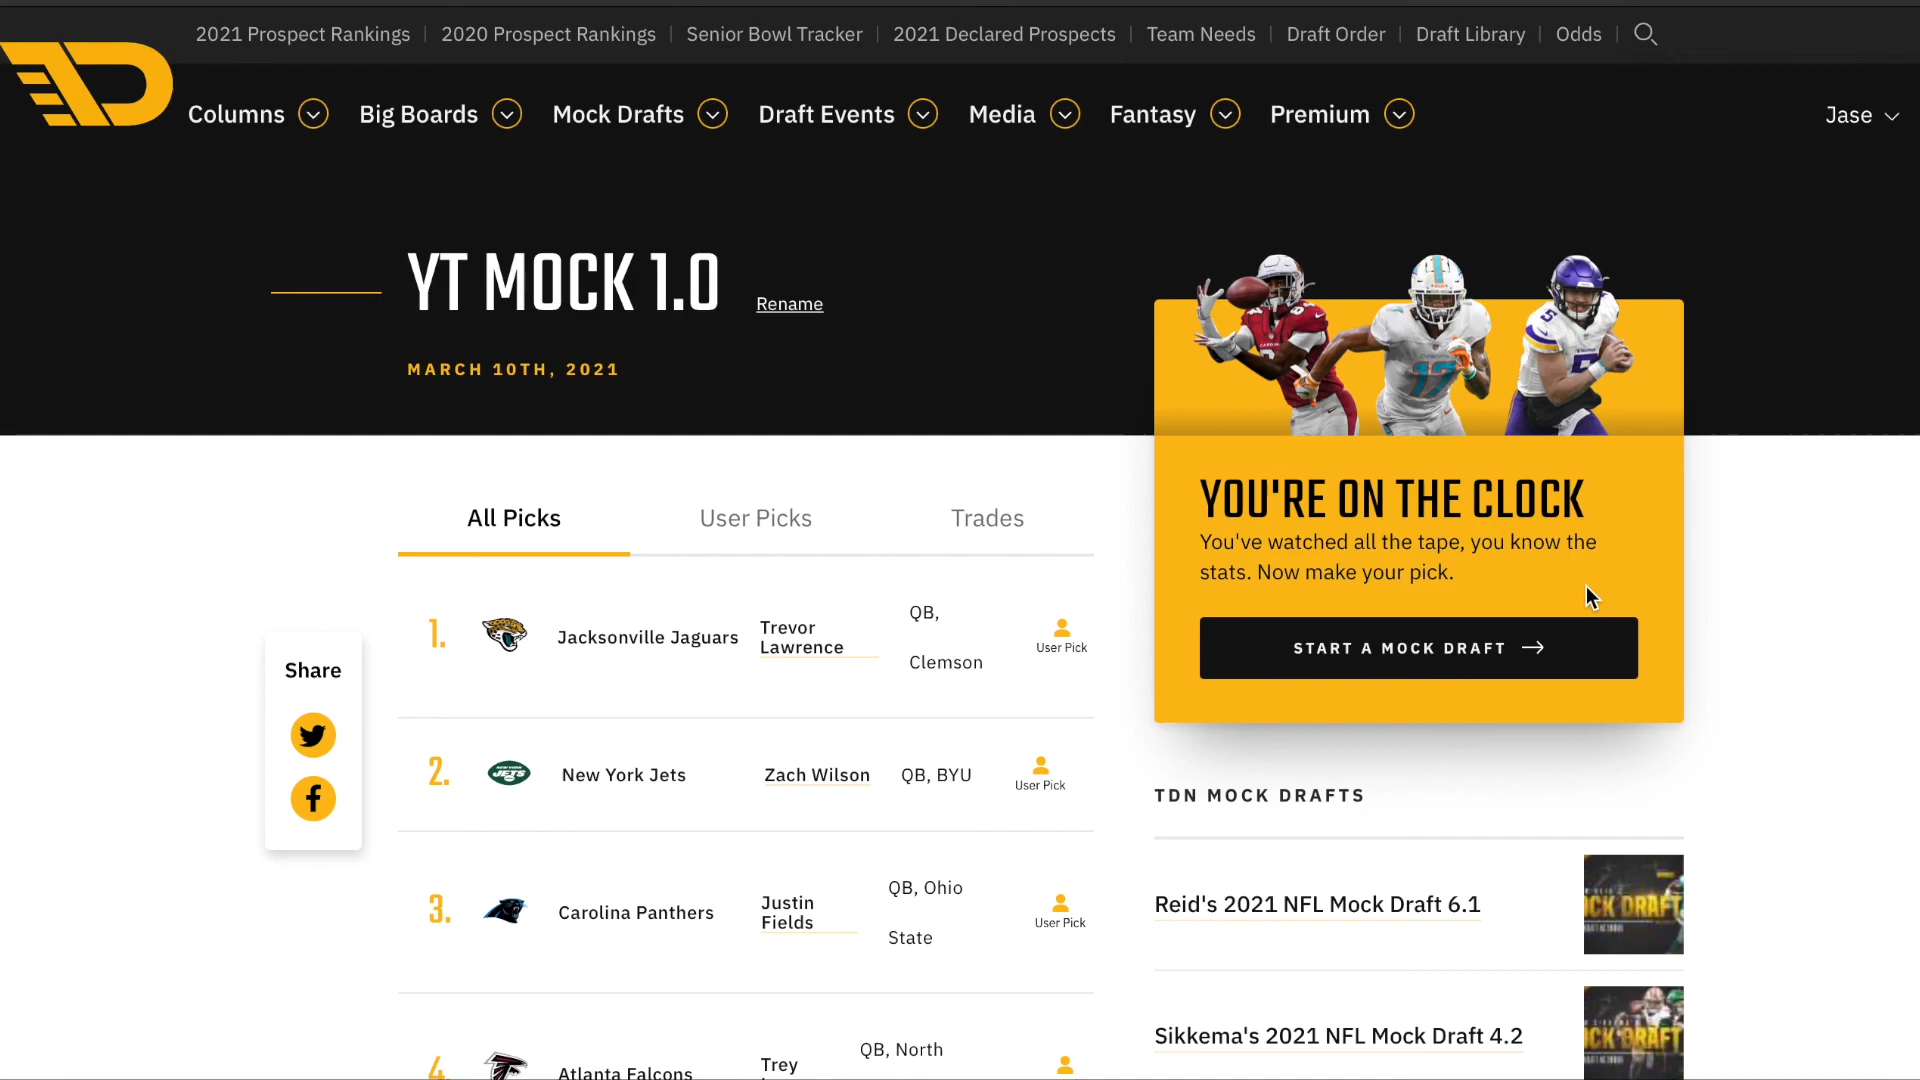 2021 Prospect Rankings | 2020 Prospect Rankings | Senior Bowl Tracker | 2021 Declared Prospects | Team Needs | Draft Order | Draft Library | Odds |
Columns Big Boards Mock Drafts Draft Events Media Fantasy Premium Jase
YT MOCK 1.0 Rename
MARCH 10TH, 2021
All Picks User Picks Trades
1. Jacksonville Jaguars Trevor Lawrence QB, Clemson User Pick
2. NEW YORK JETS New York Jets Zach Wilson QB, BYU User Pick
3. Carolina Panthers Justin Fields QB, Ohio State User Pick
4. Atlanta Falcons Trey QB, North
Share
YOU'RE ON THE CLOCK
You've watched all the tape, you know the
stats. Now make your pick.
START A MOCK DRAFT
TDN MOCK DRAFTS
Reid's 2021 NFL Mock Draft 6.1
Sikkema's 2021 NFL Mock Draft 4.2